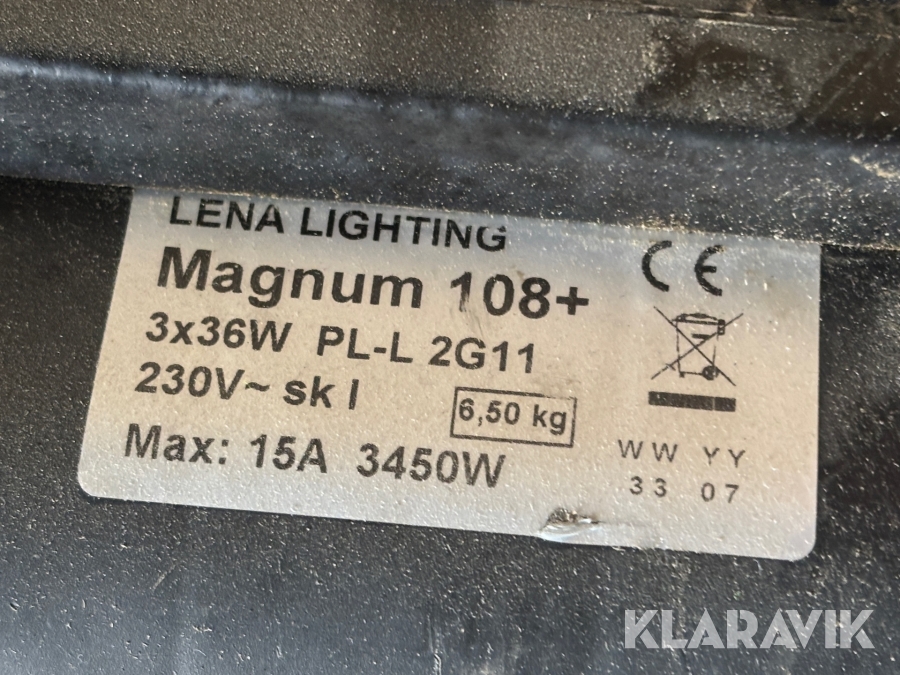 LENA LIGHTING
Magnum 108+
3x36W PL-L 2G11
230V~ sk I
6,50 kg
Max: 15A 3450W
CE
WW YY
33 07
KLARAVIK